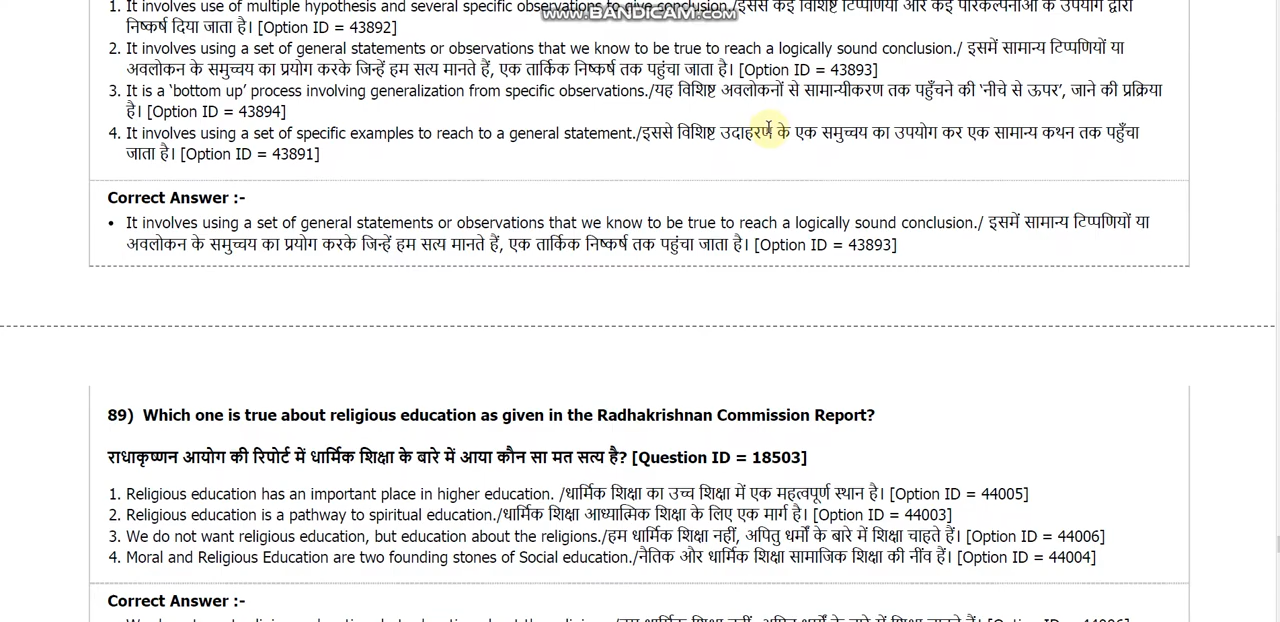 1. It involves use of multiple hypothesis and several specific observations to give conclusion./इससे कई विशिष्ट टिप्पणियों और कई परिकल्पनाओं के उपयोग द्वारा
www.BANDICAM.com
निष्कर्ष दिया जाता है। [Option ID = 43892]
2. It involves using a set of general statements or observations that we know to be true to reach a logically sound conclusion./ इसमें सामान्य टिप्पणियों या
अवलोकन के समुच्चय का प्रयोग करके जिन्हें हम सत्य मानते हैं, एक तार्किक निष्कर्ष तक पहुंचा जाता है। [Option ID = 43893]
3. It is a ‘bottom up’ process involving generalization from specific observations./यह विशिष्ट अवलोकनों से सामान्यीकरण तक पहुँचने की ‘नीचे से ऊपर’, जाने की प्रक्रिया
है। [Option ID = 43894]
4. It involves using a set of specific examples to reach to a general statement./इससे विशिष्ट उदाहरण के एक समुच्चय का उपयोग कर एक सामान्य कथन तक पहुँचा
जाता है। [Option ID = 43891]
Correct Answer :-
• It involves using a set of general statements or observations that we know to be true to reach a logically sound conclusion./ इसमें सामान्य टिप्पणियों या
अवलोकन के समुच्चय का प्रयोग करके जिन्हें हम सत्य मानते हैं, एक तार्किक निष्कर्ष तक पहुंचा जाता है। [Option ID = 43893]
89) Which one is true about religious education as given in the Radhakrishnan Commission Report?
राधाकृष्णन आयोग की रिपोर्ट में धार्मिक शिक्षा के बारे में आया कौन सा मत सत्य है? [Question ID = 18503]
1. Religious education has an important place in higher education. /धार्मिक शिक्षा का उच्च शिक्षा में एक महत्वपूर्ण स्थान है। [Option ID = 44005]
2. Religious education is a pathway to spiritual education./धार्मिक शिक्षा आध्यात्मिक शिक्षा के लिए एक मार्ग है। [Option ID = 44003]
3. We do not want religious education, but education about the religions./हम धार्मिक शिक्षा नहीं, अपितु धर्मों के बारे में शिक्षा चाहते हैं। [Option ID = 44006]
4. Moral and Religious Education are two founding stones of Social education./नैतिक और धार्मिक शिक्षा सामाजिक शिक्षा की नींव हैं। [Option ID = 44004]
Correct Answer :-